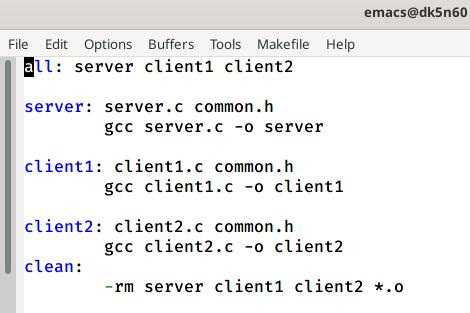 emacs@dk5n60
File Edit Options Buffers Tools Makefile Help
all: server client1 client2
server: server.c common.h
gcc server.c -o server
client1: client1.c common.h
gcc client1.c -o client1
client2: client2.c common.h
gcc client2.c -o client2
clean:
-rm server client1 client2 *.o